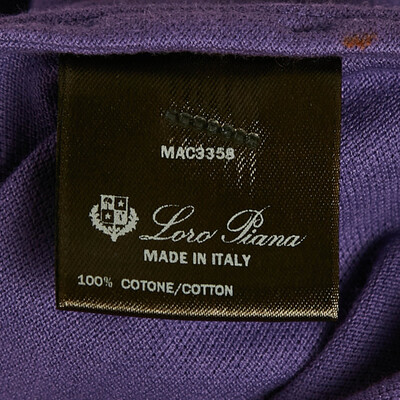 MAC3358
Loro Piana
MADE IN ITALY
100% COTONE/COTTON